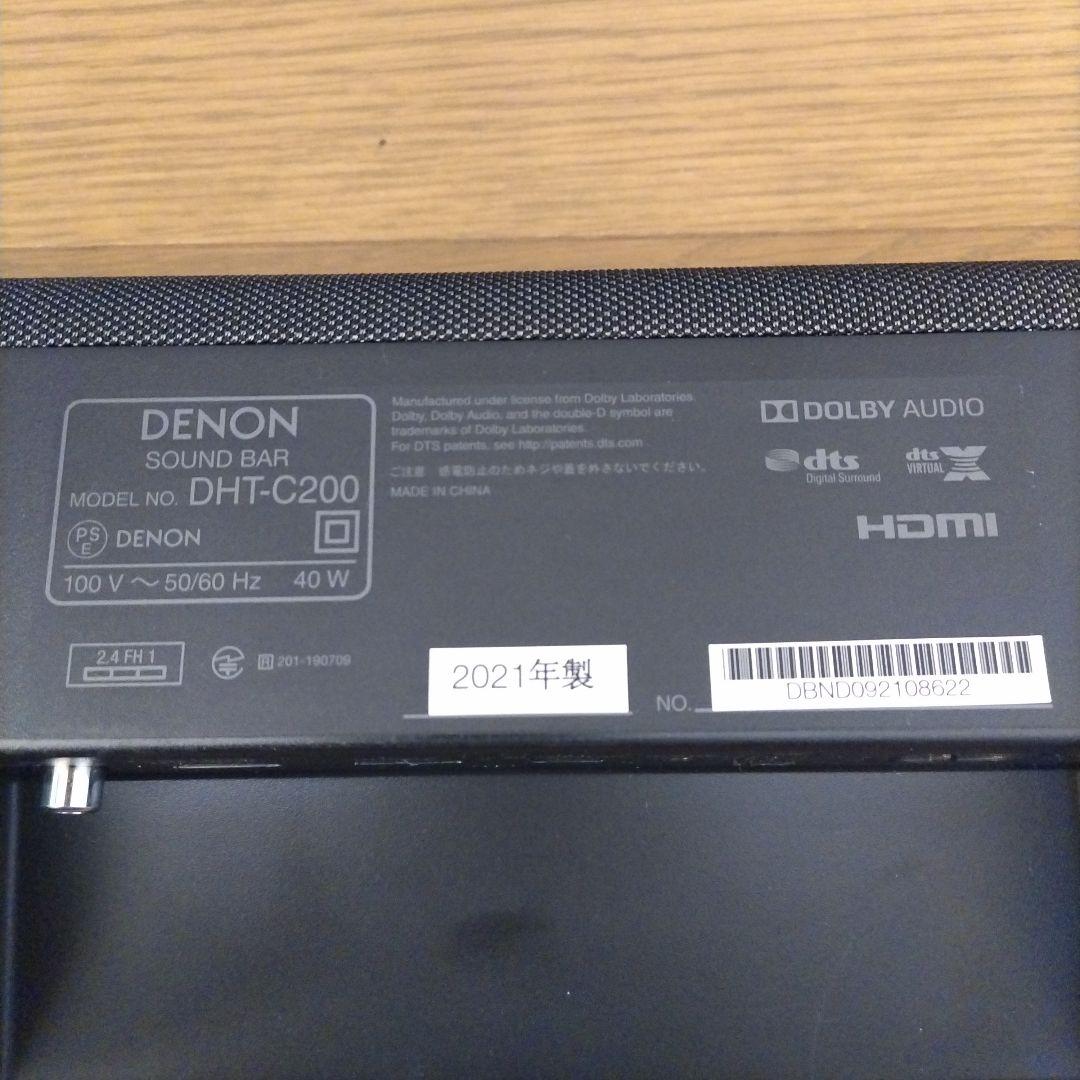 DENON
SOUND BAR
MODEL NO. DHT-C200
PS
E
DENON
100 V ～ 50/60 Hz 40 W
Manufactured under license from Dolby Laboratories.
Dolby, Dolby Audio, and the double-D symbol are
trademarks of Dolby Laboratories.
For DTS patents, see http://patents.dts.com
ご注意 感電防止のためネジや蓋を外さないでください。
MADE IN CHINA
DOLBY AUDIO
dts
Digital Surround
dts
VIRTUAL X
HDMI
2.4 FH 1
R 201-190709
2021年製
NO.
DBND092108622